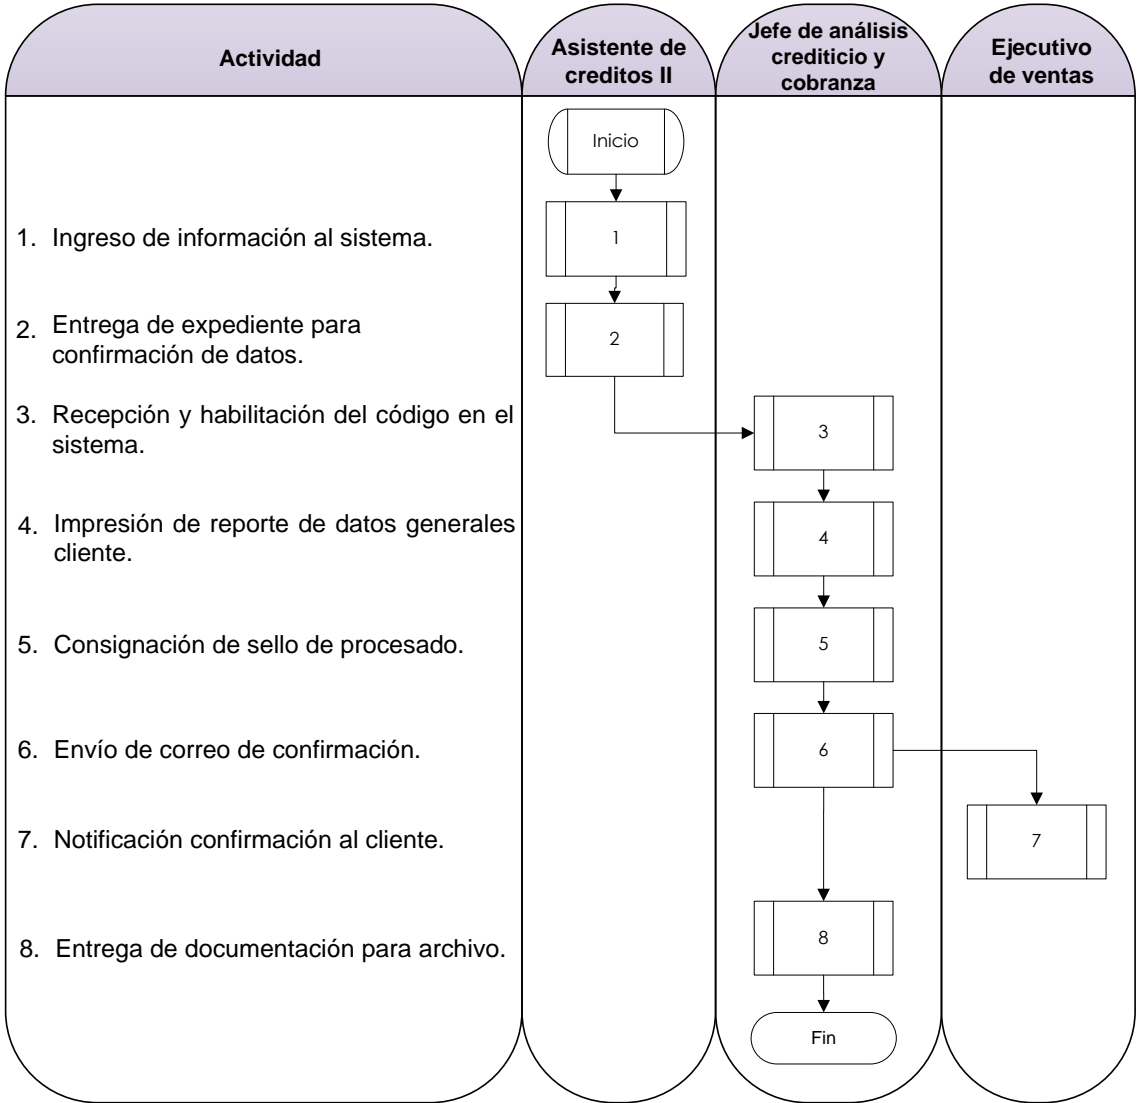 Actividad
Asistente de
creditos II
Jefe de análisis
crediticio y
cobranza
Ejecutivo
de ventas
Inicio
1. Ingreso de información al sistema.
1
2. Entrega de expediente para
confirmación de datos.
2
3. Recepción y habilitación del código en el
sistema.
3
4. Impresión de reporte de datos generales
cliente.
4
5. Consignación de sello de procesado.
5
6. Envío de correo de confirmación.
6
7. Notificación confirmación al cliente.
7
8. Entrega de documentación para archivo.
8
Fin